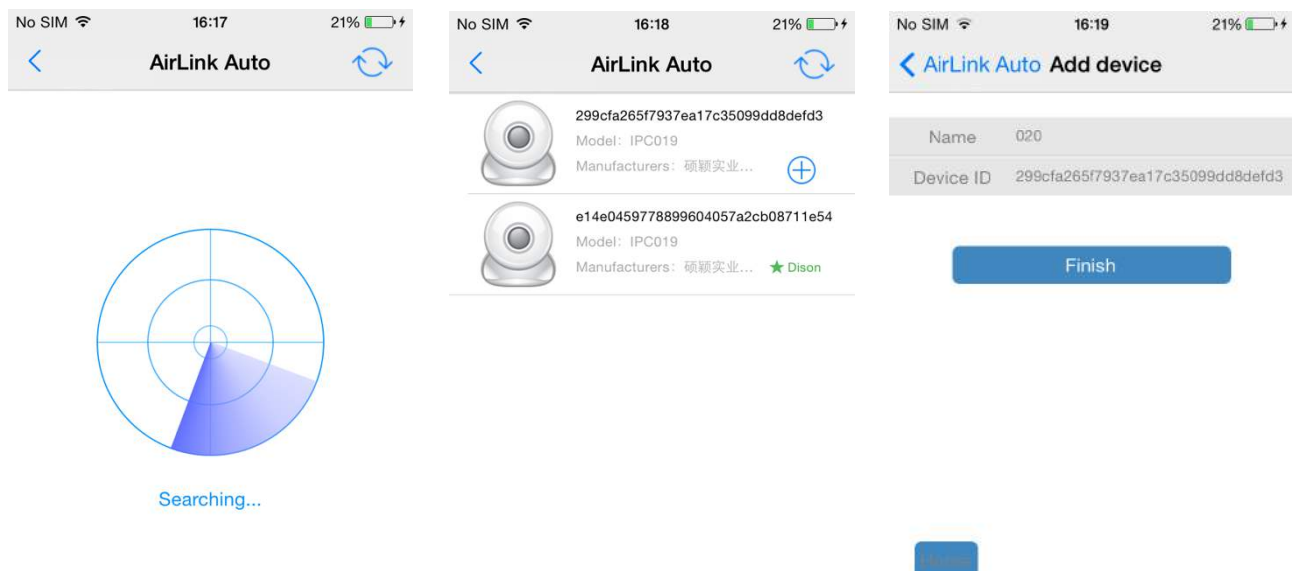 No SIM 16:17 21%
AirLink Auto
Searching...
No SIM 16:18 21%
AirLink Auto
299cfa265f7937ea17c35099dd8defd3
Model: IPC019
Manufacturers: 硕颖实业...
e14e0459778899604057a2cb08711e54
Model: IPC019
Manufacturers: 硕颖实业...
★ Dison
No SIM 16:19 21%
AirLink Auto Add device
Name 020
Device ID 299cfa265f7937ea17c35099dd8defd3
Finish